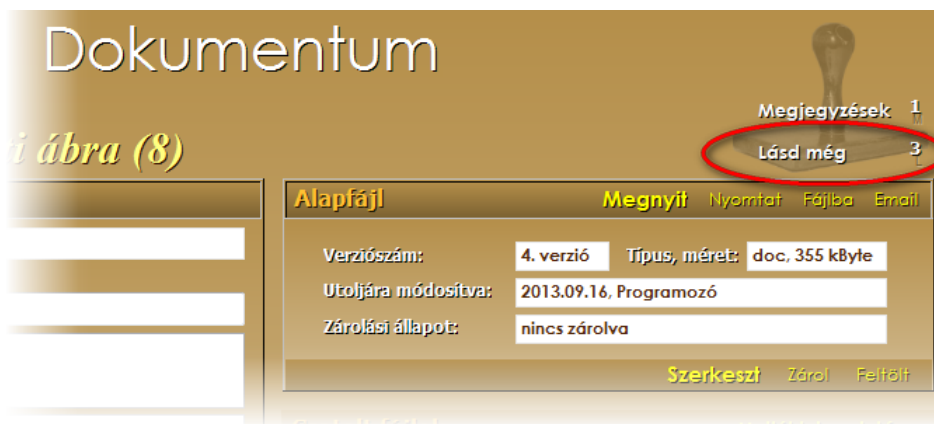 Dokumentum
Megjegyzések 1
M
ábra (8)
Lásd még 3
L
Alapfájl Megnyit Nyomtat Fájlba Email
Verziószám: 4. verzió Típus, méret: doc, 355 kByte
Utoljára módosítva: 2013.09.16, Programozó
Zárolási állapot: nincs zárolva
Szerkeszt Zárol Feltölt